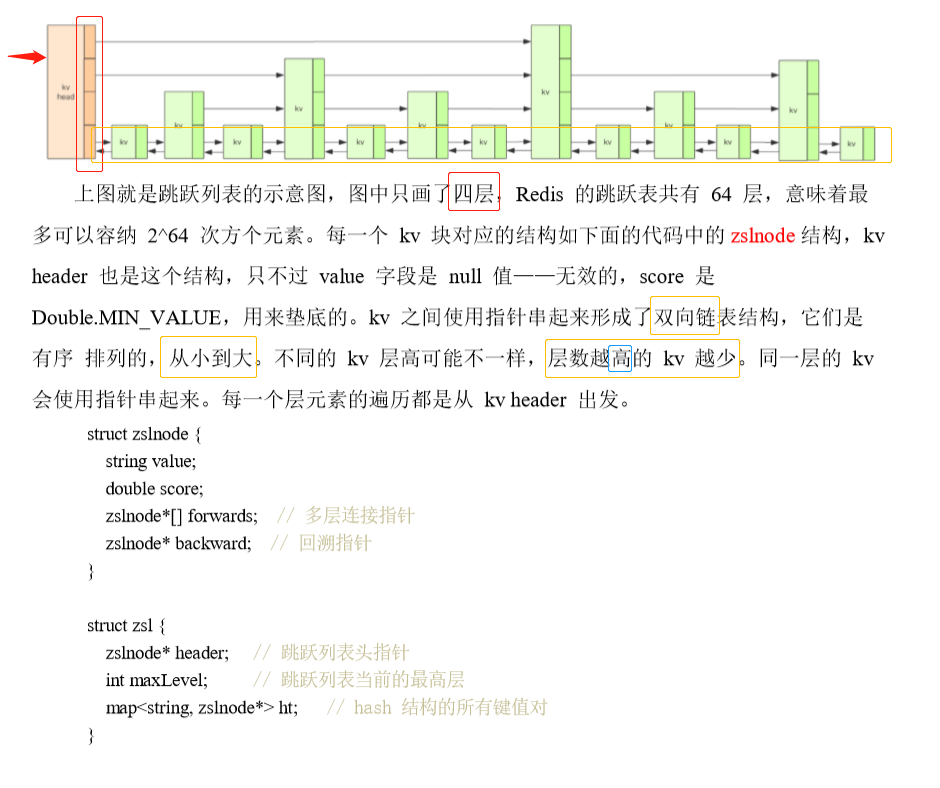 kv
head
kv
kv
kv
kv
kv
kv
kv
kv
kv
kv
kv
kv
kv
上图就是跳跃列表的示意图，图中只画了四层，Redis 的跳跃表共有 64 层，意味着最
多可以容纳 2^64 次方个元素。每一个 kv 块对应的结构如下面的代码中的 zslnode 结构，kv
header 也是这个结构，只不过 value 字段是 null 值——无效的，score 是
Double.MIN_VALUE，用来垫底的。kv 之间使用指针串起来形成了双向链表结构，它们是
有序 排列的，从小到大。不同的 kv 层高可能不一样，层数越高的 kv 越少。同一层的 kv
会使用指针串起来。每一个层元素的遍历都是从 kv header 出发。
struct zslnode {
string value;
double score;
zslnode*[] forwards; // 多层连接指针
zslnode* backward; // 回溯指针
}
struct zsl {
zslnode* header; // 跳跃列表头指针
int maxLevel; // 跳跃列表当前的最高层
map<string, zslnode*> ht; // hash 结构的所有键值对
}